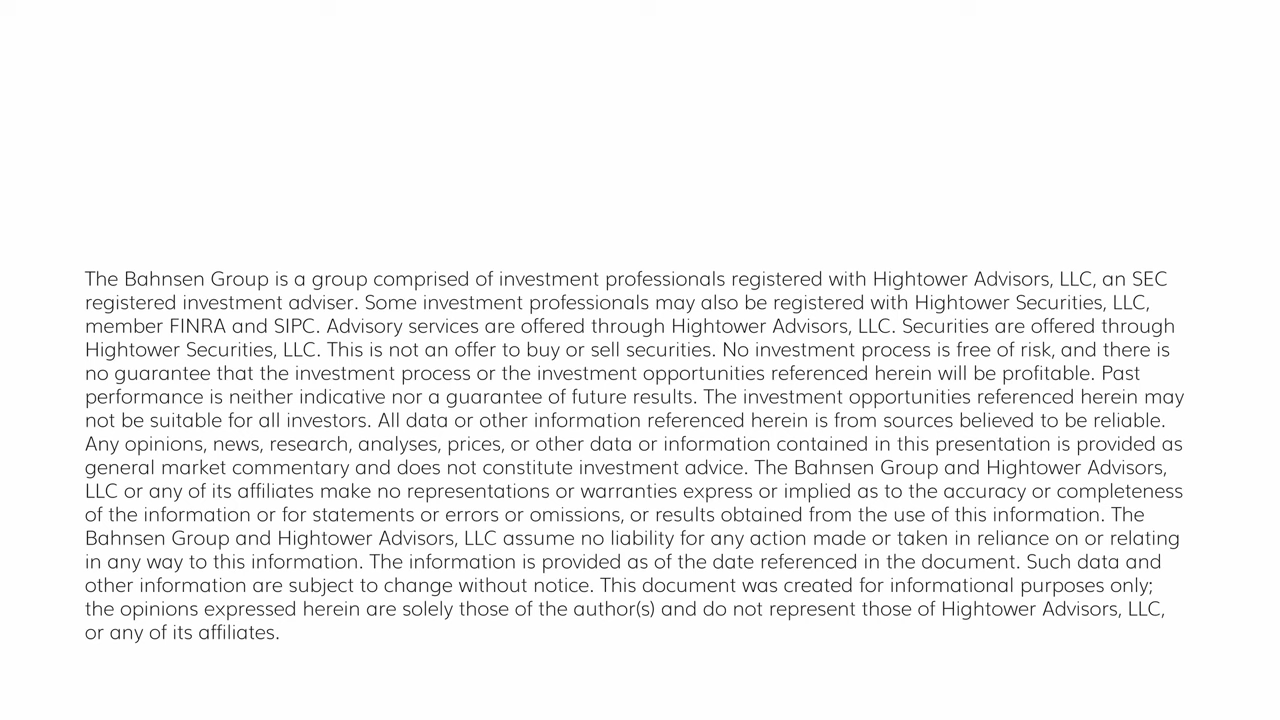 The Bahnsen Group is a group comprised of investment professionals registered with Hightower Advisors, LLC, an SEC
registered investment adviser. Some investment professionals may also be registered with Hightower Securities, LLC,
member FINRA and SIPC. Advisory services are offered through Hightower Advisors, LLC. Securities are offered through
Hightower Securities, LLC. This is not an offer to buy or sell securities. No investment process is free of risk, and there is
no guarantee that the investment process or the investment opportunities referenced herein will be profitable. Past
performance is neither indicative nor a guarantee of future results. The investment opportunities referenced herein may
not be suitable for all investors. All data or other information referenced herein is from sources believed to be reliable.
Any opinions, news, research, analyses, prices, or other data or information contained in this presentation is provided as
general market commentary and does not constitute investment advice. The Bahnsen Group and Hightower Advisors,
LLC or any of its affiliates make no representations or warranties express or implied as to the accuracy or completeness
of the information or for statements or errors or omissions, or results obtained from the use of this information. The
Bahnsen Group and Hightower Advisors, LLC assume no liability for any action made or taken in reliance on or relating
in any way to this information. The information is provided as of the date referenced in the document. Such data and
other information are subject to change without notice. This document was created for informational purposes only;
the opinions expressed herein are solely those of the author(s) and do not represent those of Hightower Advisors, LLC,
or any of its affiliates.